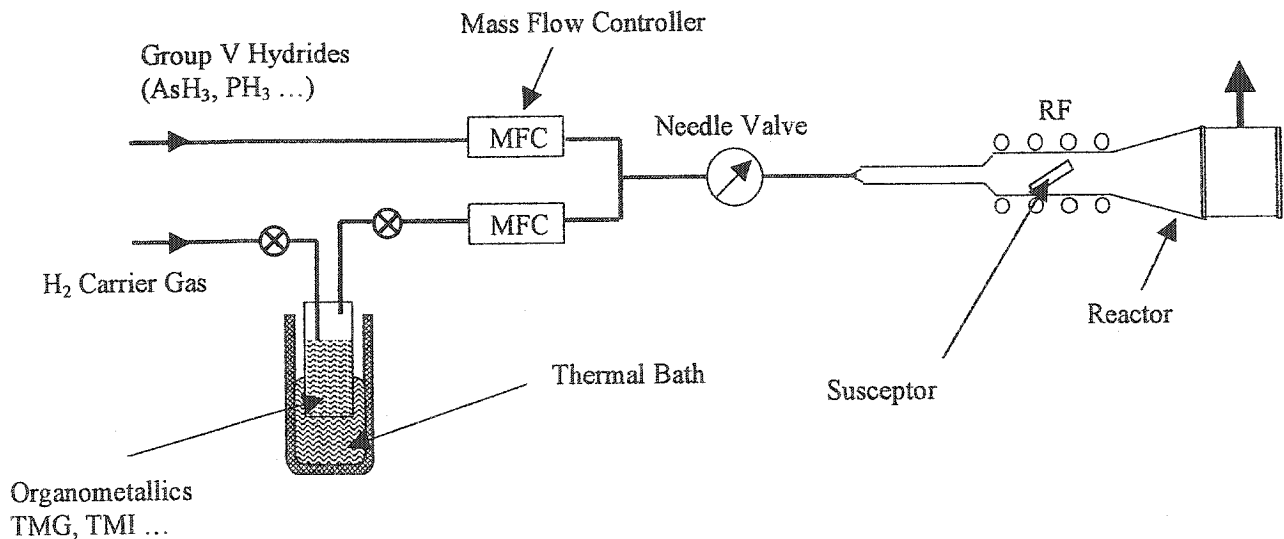 Mass Flow Controller
Group V Hydrides
(AsH₃, PH₃ ...)
MFC
Needle Valve
RF
MFC
H₂ Carrier Gas
Reactor
Thermal Bath
Susceptor
Organometallics
TMG, TMI ...